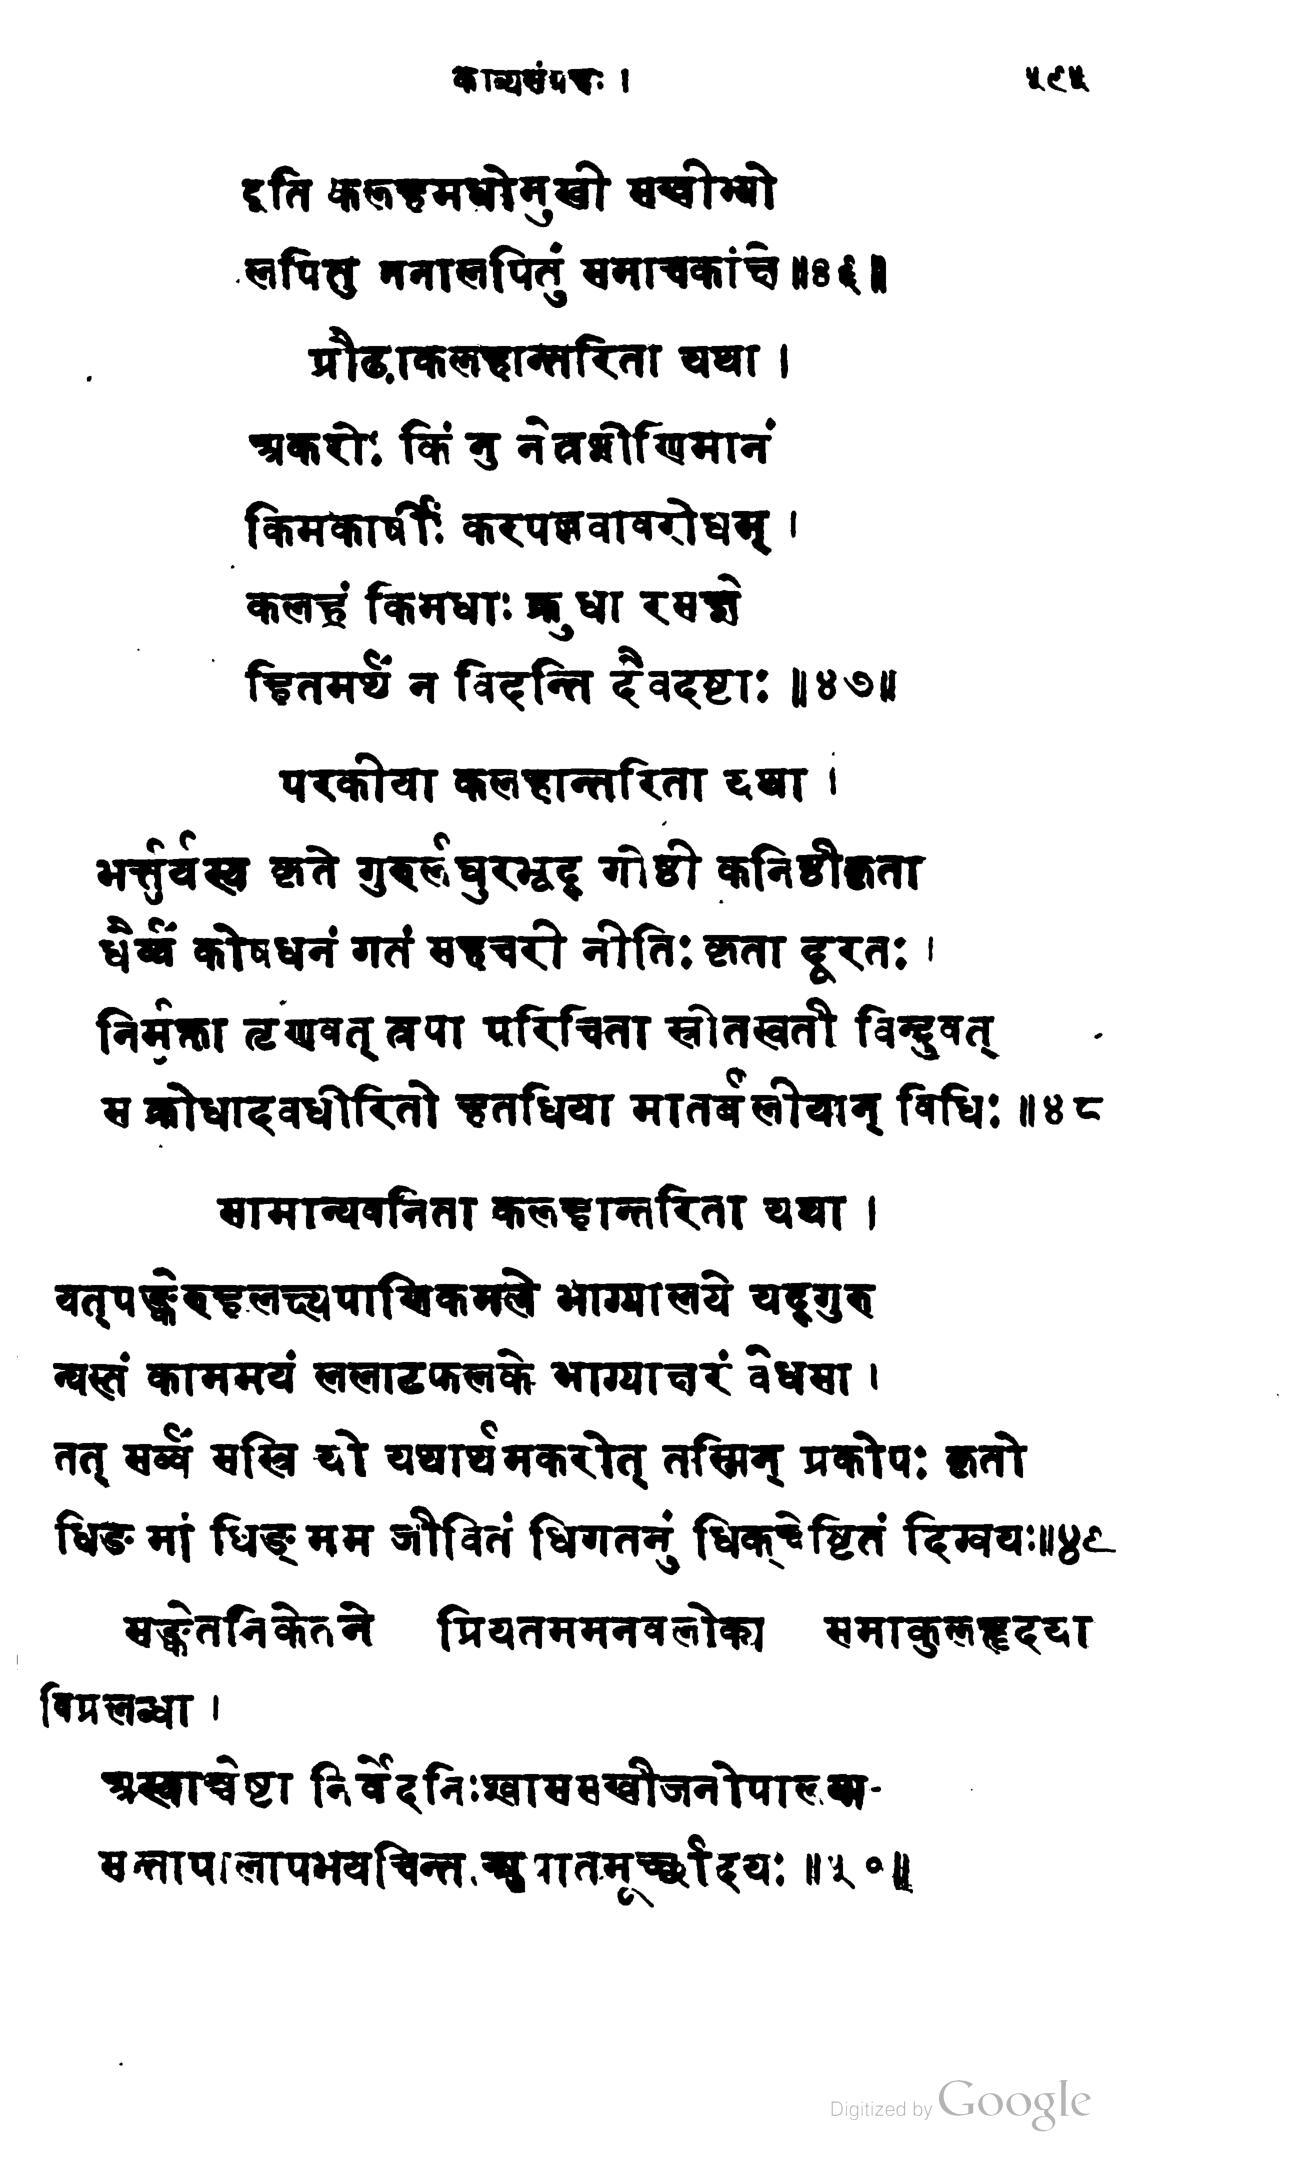 काव्यसंग्रहः । ५९५
इति कलहमधोमुखी सखीभ्यो
लपितु मनालपितुं समाचकांक्षे ॥४६॥
प्रौढ़ाकलहान्तरिता यथा ।
अकरोः किं नु नेत्रशोणिमानं
किमकार्षीः करपल्लवावरोधम् ।
कलहं किमधाः क्रुधा रसज्ञे
हितमर्थं न विदन्ति दैवदष्टाः ॥४७॥
परकीया कलहान्तरिता यथा ।
भर्त्तुर्यस्य कृते गुरुर्लघुरभूद् गोष्ठी कनिष्ठीकृता
धैर्य्यं कोषधनं गतं सहचरी नीतिः कृता दूरतः ।
निर्मुक्ता तृणवत् त्रपा परिचिता स्रोतस्वती विन्दुवत्
स क्रोधादवधीरितो हतधिया मातर्बलीयान् विधिः ॥४८
सामान्यवनिता कलहान्तरिता यथा ।
यत्पङ्केरुहलक्ष्यपाणिकमले भाग्यालये यद्गुरु
न्यस्तं काममयं ललाटफलके भाग्याक्षरं वेधसा ।
तत् सर्व्वं सखि यो यथार्थमकरोत् तस्मिन् प्रकोपः कृतो
धिङ मां धिङ् मम जीवितं धिगतनुं धिक्चेष्टितं दिग्वयः॥४९
सङ्केतनिकेतने प्रियतममनवलोक्य समाकुलहृदया
विप्रलब्धा ।
अस्याश्चेष्टा निर्वेदनिःश्वाससखीजनोपालम्भ-
सन्तापालापभयचिन्ताश्रुपातमूर्च्छादयः ॥५०॥
Digitized by Google